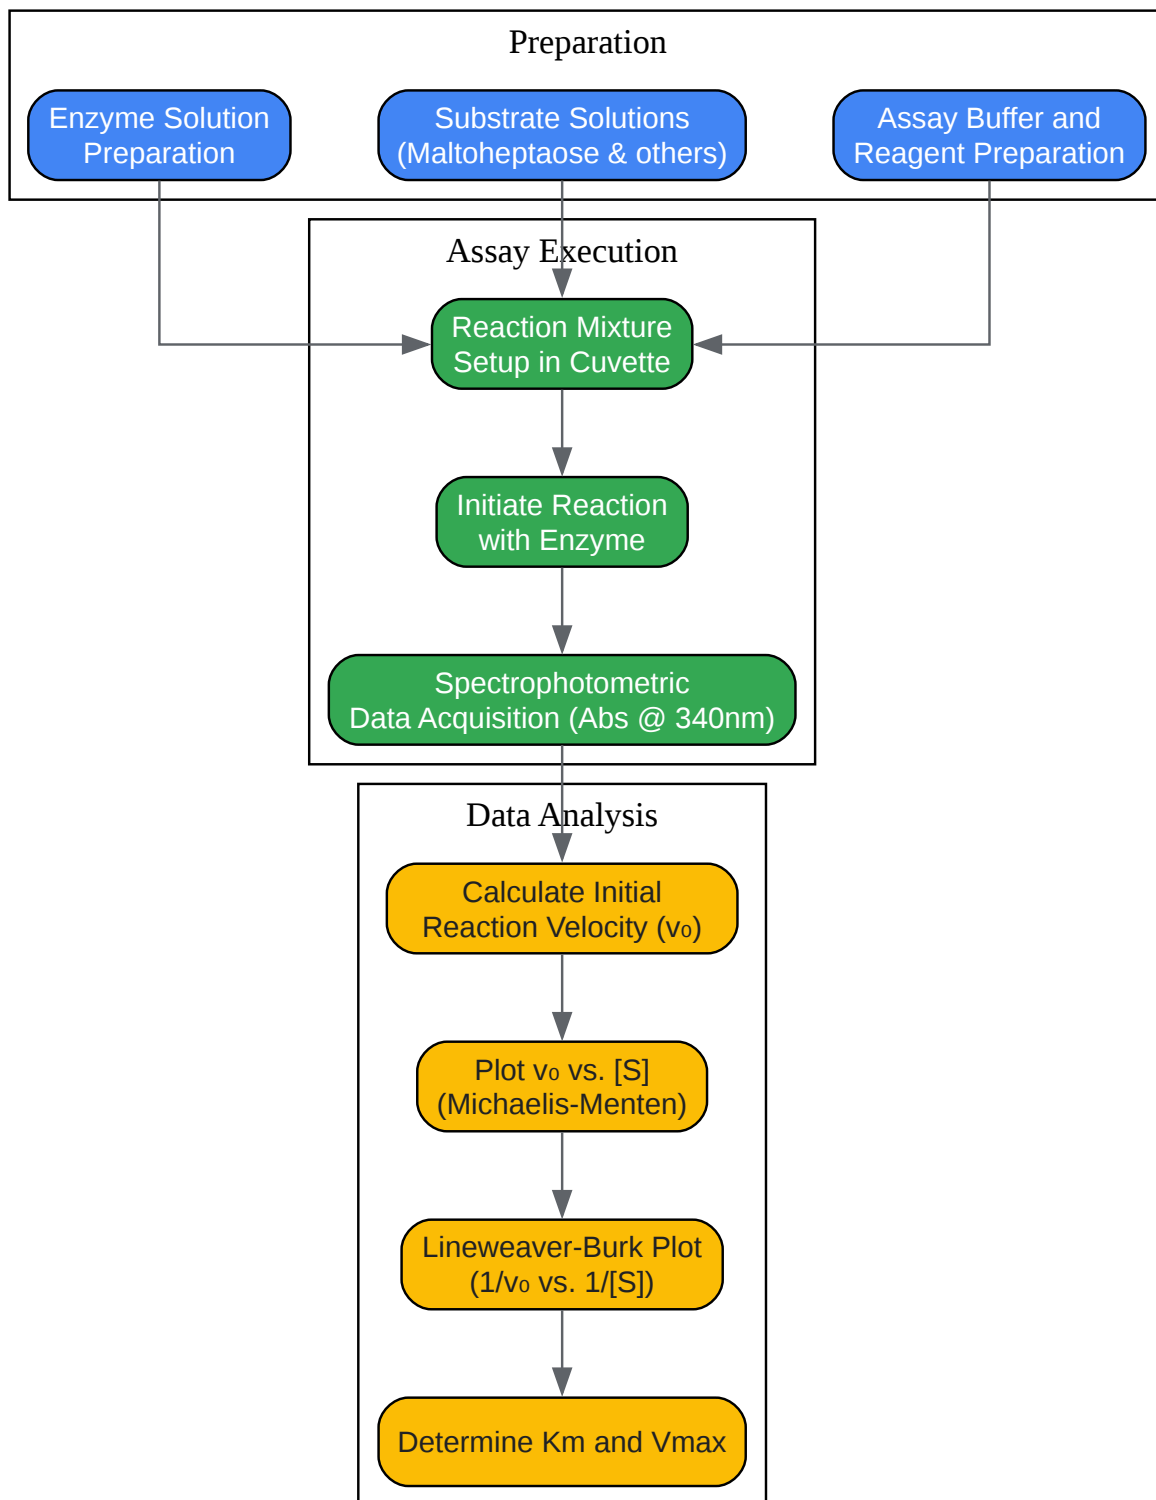 Preparation
Enzyme Solution
Preparation
Substrate Solutions
(Maltoheptaose & others)
Assay Buffer and
Reagent Preparation
Assay Execution
Reaction Mixture
Setup in Cuvette
Initiate Reaction
with Enzyme
Spectrophotometric
Data Acquisition (Abs @ 340nm)
Data Analysis
Calculate Initial
Reaction Velocity (v₀)
Plot v₀ vs. [S]
(Michaelis-Menten)
Lineweaver-Burk Plot
(1/v₀ vs. 1/[S])
Determine Km and Vmax